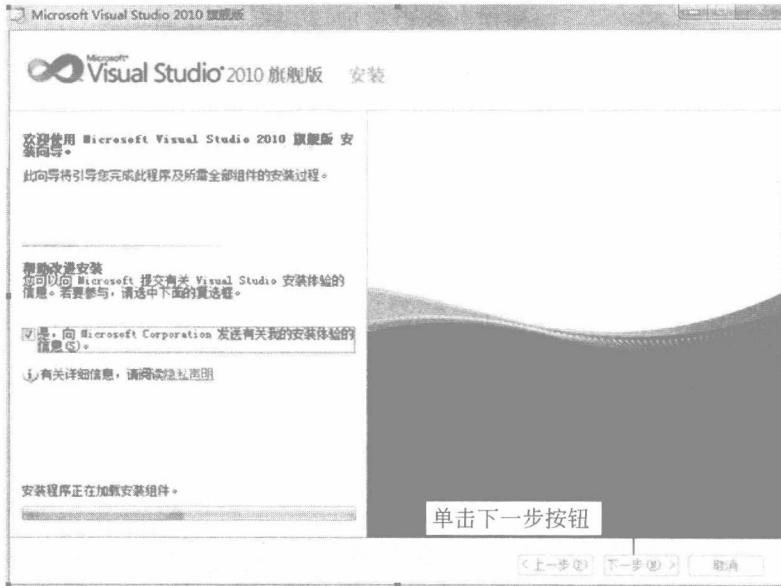 Microsoft Visual Studio 2010 旗舰版
Microsoft
Visual Studio 2010 旗舰版 安装
欢迎使用 Microsoft Visual Studio 2010 旗舰版 安
装向导。
此向导将引导您完成此程序及所需全部组件的安装过程。
帮助改进安装
您可以向 Microsoft 提交有关 Visual Studio 安装体验的
信息。若要参与，请选中下面的复选框。
是，向 Microsoft Corporation 发送有关我的安装体验的
信息(S)。
有关详细信息，请阅读隐私声明
安装程序正在加载安装组件。
单击下一步按钮
< 上一步(P) 下一步(N) > 取消